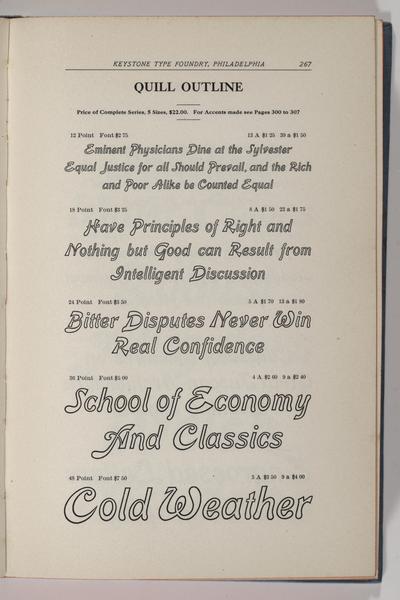 KEYSTONE TYPE FOUNDRY, PHILADELPHIA 267
QUILL OUTLINE
Price of Complete Series, 5 Sizes, $22.00. For Accents made see Pages 300 to 307
12 Point Font $2 75 13 A $1 25 39 a $1 50
Eminent Physicians Dine at the Sylvester
Equal Justice for all Should Prevail, and the Rich
and Poor Alike be Counted Equal
18 Point Font $3 25 8 A $1 50 23 a $1 75
Have Principles of Right and
Nothing but Good can Result from
Intelligent Discussion
24 Point Font $3 50 5 A $1 70 13 a $1 80
Bitter Disputes Never Win
Real Confidence
36 Point Font $5 00 4 A $2 60 9 a $2 40
School of Economy
And Classics
48 Point Font $7 50 3 A $3 50 9 a $4 00
Cold Weather